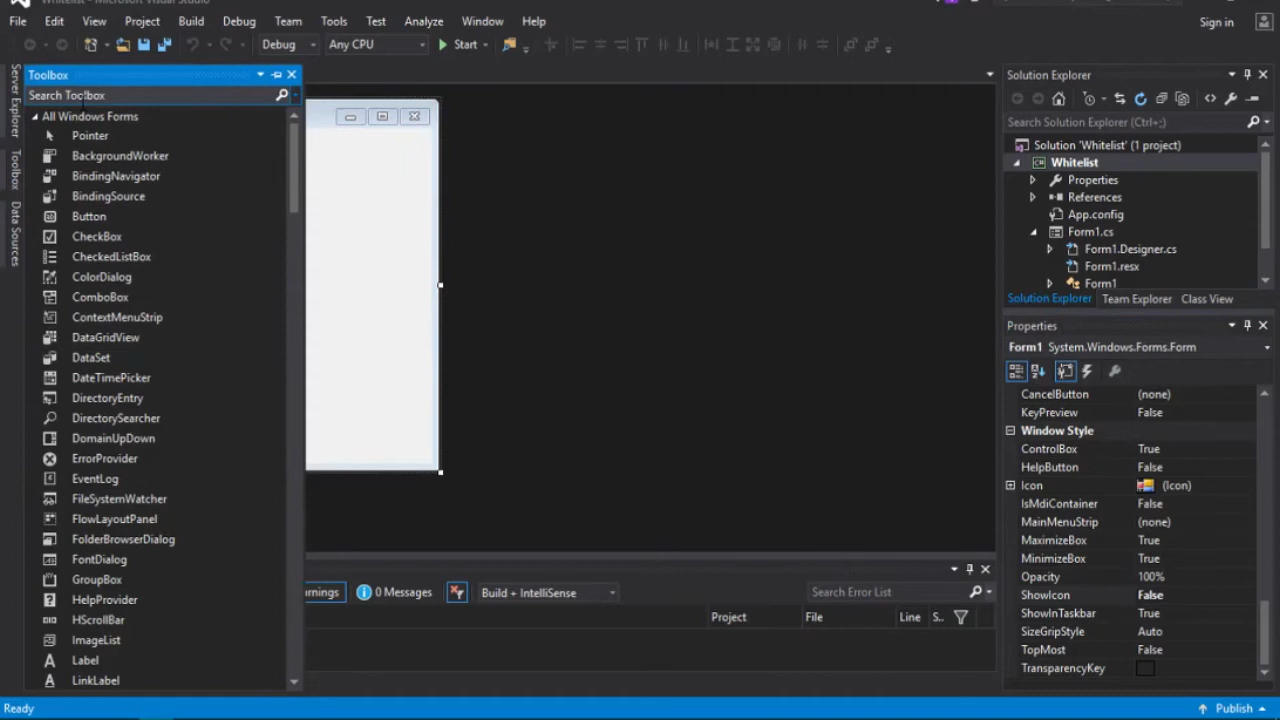 Whitelist - Microsoft Visual Studio
File Edit View Project Build Debug Team Tools Test Analyze Window Help
Sign in
Debug Any CPU Start
Server Explorer
Toolbox
Data Sources
Toolbox
Search Toolbox
All Windows Forms
Pointer
BackgroundWorker
BindingNavigator
BindingSource
Button
CheckBox
CheckedListBox
ColorDialog
ComboBox
ContextMenuStrip
DataGridView
DataSet
DateTimePicker
DirectoryEntry
DirectorySearcher
DomainUpDown
ErrorProvider
EventLog
FileSystemWatcher
FlowLayoutPanel
FolderBrowserDialog
FontDialog
GroupBox
HelpProvider
HScrollBar
ImageList
Label
LinkLabel
rnings 0 Messages Build + IntelliSense Search Error List
Project File Line S..
Solution Explorer
Search Solution Explorer (Ctrl+;)
Solution 'Whitelist' (1 project)
Whitelist
Properties
References
App.config
Form1.cs
Form1.Designer.cs
Form1.resx
Form1
Solution Explorer Team Explorer Class View
Properties
Form1 System.Windows.Forms.Form
CancelButton (none)
KeyPreview False
Window Style
ControlBox True
HelpButton False
Icon (Icon)
IsMdiContainer False
MainMenuStrip (none)
MaximizeBox True
MinimizeBox True
Opacity 100%
ShowIcon False
ShowInTaskbar True
SizeGripStyle Auto
TopMost False
TransparencyKey
Ready
Publish